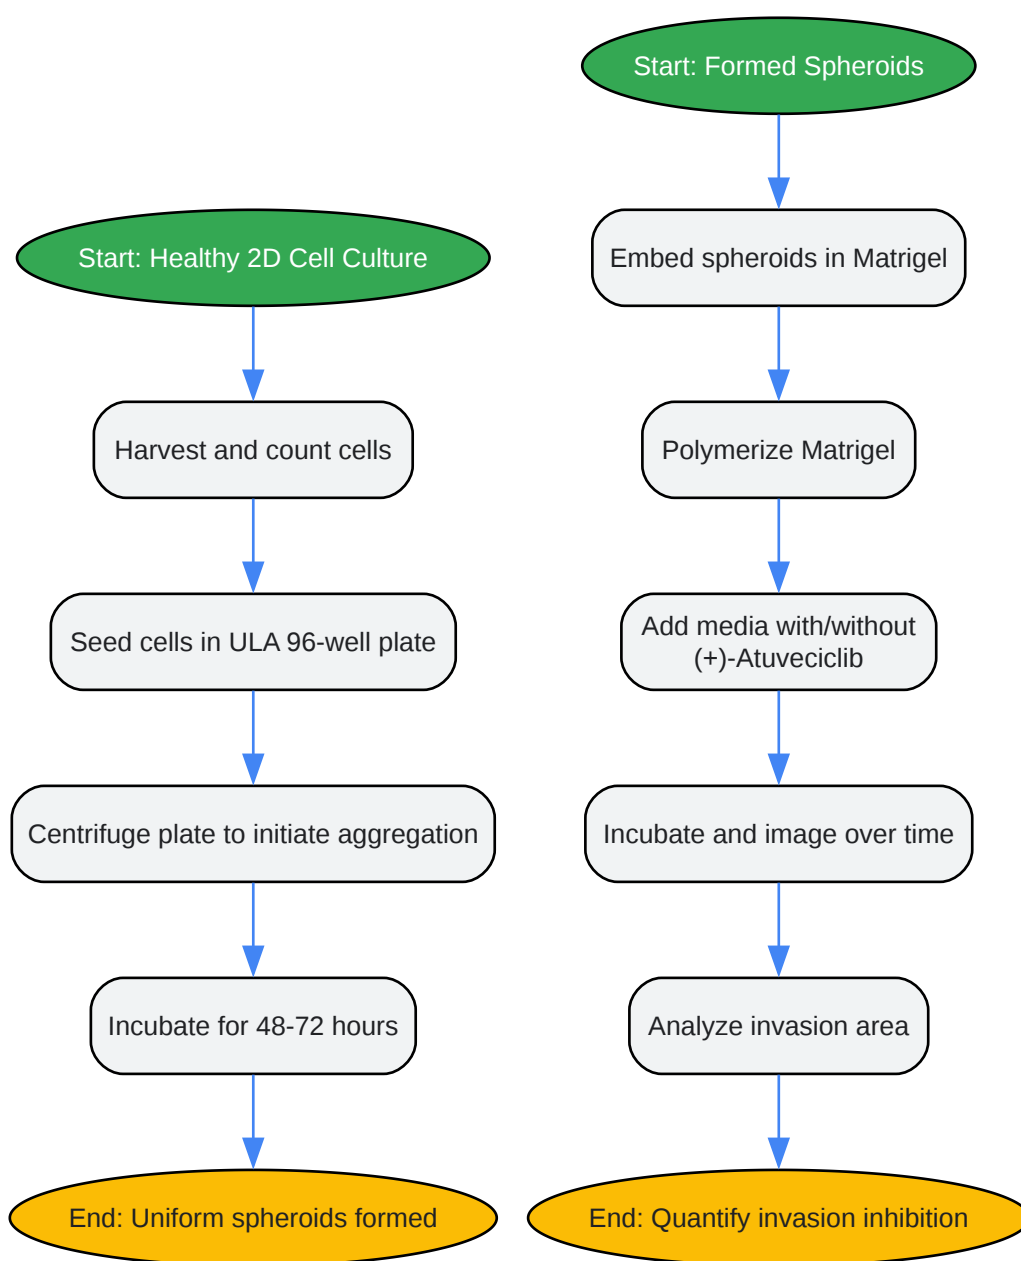 Start: Healthy 2D Cell Culture
Harvest and count cells
Seed cells in ULA 96-well plate
Centrifuge plate to initiate aggregation
Incubate for 48-72 hours
End: Uniform spheroids formed
Start: Formed Spheroids
Embed spheroids in Matrigel
Polymerize Matrigel
Add media with/without
(+)-Atuveciclib
Incubate and image over time
Analyze invasion area
End: Quantify invasion inhibition